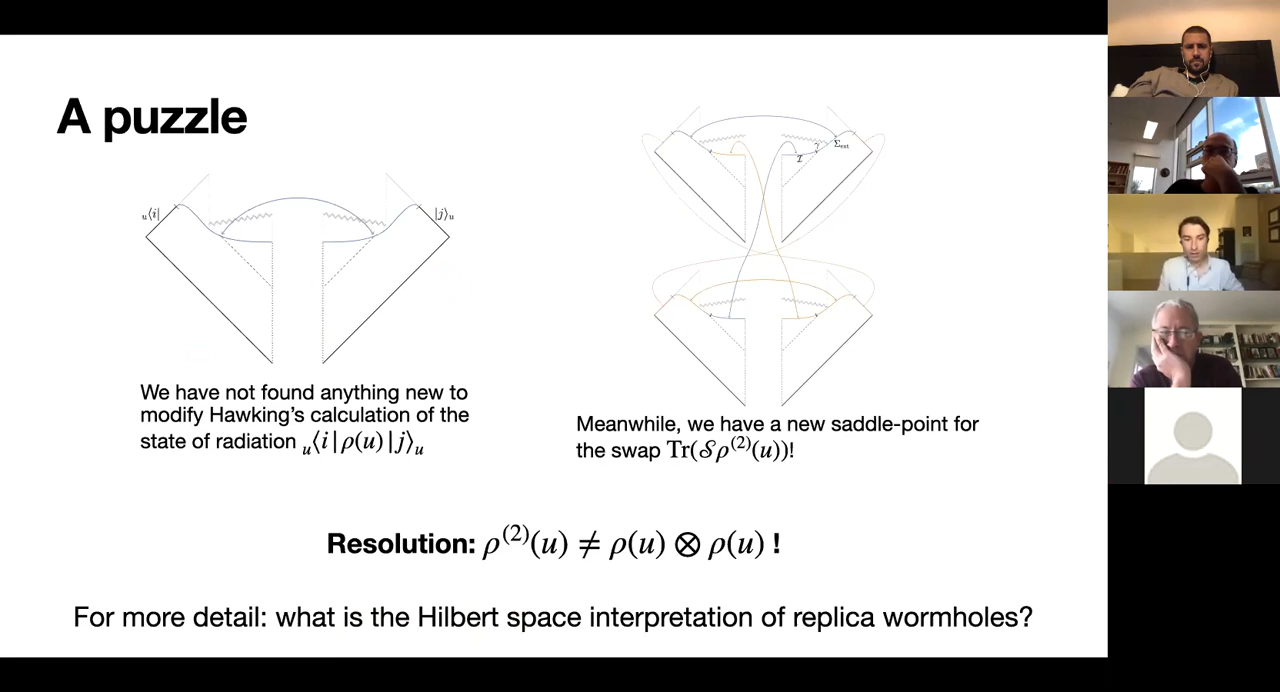 A puzzle
ᵤ⟨i|
|j⟩ᵤ
ℐ
γ
Σext
We have not found anything new to
modify Hawking’s calculation of the
state of radiation ᵤ⟨i|ρ(u)|j⟩ᵤ
Meanwhile, we have a new saddle-point for
the swap Tr(𝒮ρ⁽²⁾(u))!
Resolution: ρ⁽²⁾(u) ≠ ρ(u) ⊗ ρ(u) !
For more detail: what is the Hilbert space interpretation of replica wormholes?